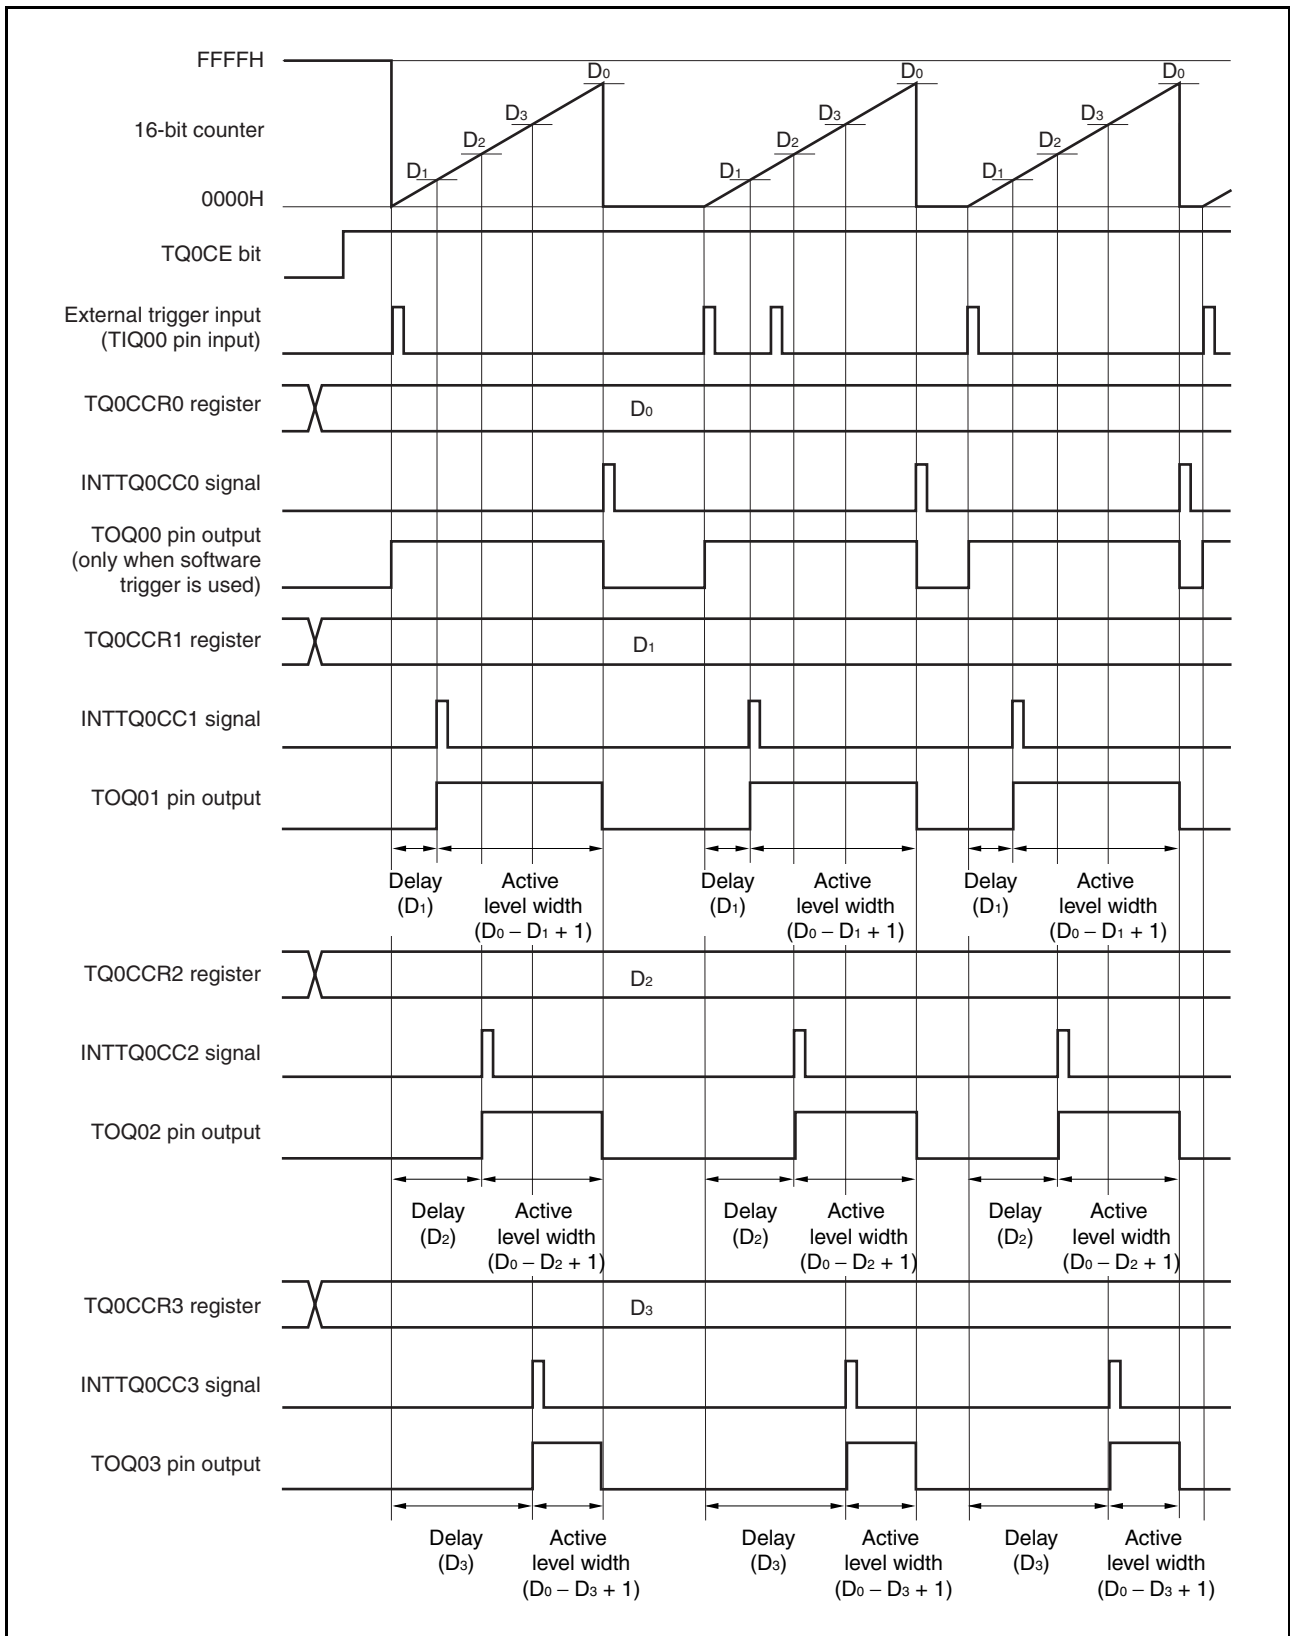 FFFFH
D₀ D₀ D₀
D₃ D₃ D₃
16-bit counter
D₂ D₂ D₂
D₁ D₁ D₁
0000H
TQ0CE bit
External trigger input
(TIQ00 pin input)
TQ0CCR0 register
D₀
INTTQ0CC0 signal
TOQ00 pin output
(only when software
trigger is used)
TQ0CCR1 register
D₁
INTTQ0CC1 signal
TOQ01 pin output
Delay Active Delay Active Delay Active
(D₁) level width (D₁) level width (D₁) level width
(D₀ – D₁ + 1) (D₀ – D₁ + 1) (D₀ – D₁ + 1)
TQ0CCR2 register
D₂
INTTQ0CC2 signal
TOQ02 pin output
Delay Active Delay Active Delay Active
(D₂) level width (D₂) level width (D₂) level width
(D₀ – D₂ + 1) (D₀ – D₂ + 1) (D₀ – D₂ + 1)
TQ0CCR3 register
D₃
INTTQ0CC3 signal
TOQ03 pin output
Delay Active Delay Active Delay Active
(D₃) level width (D₃) level width (D₃) level width
(D₀ – D₃ + 1) (D₀ – D₃ + 1) (D₀ – D₃ + 1)